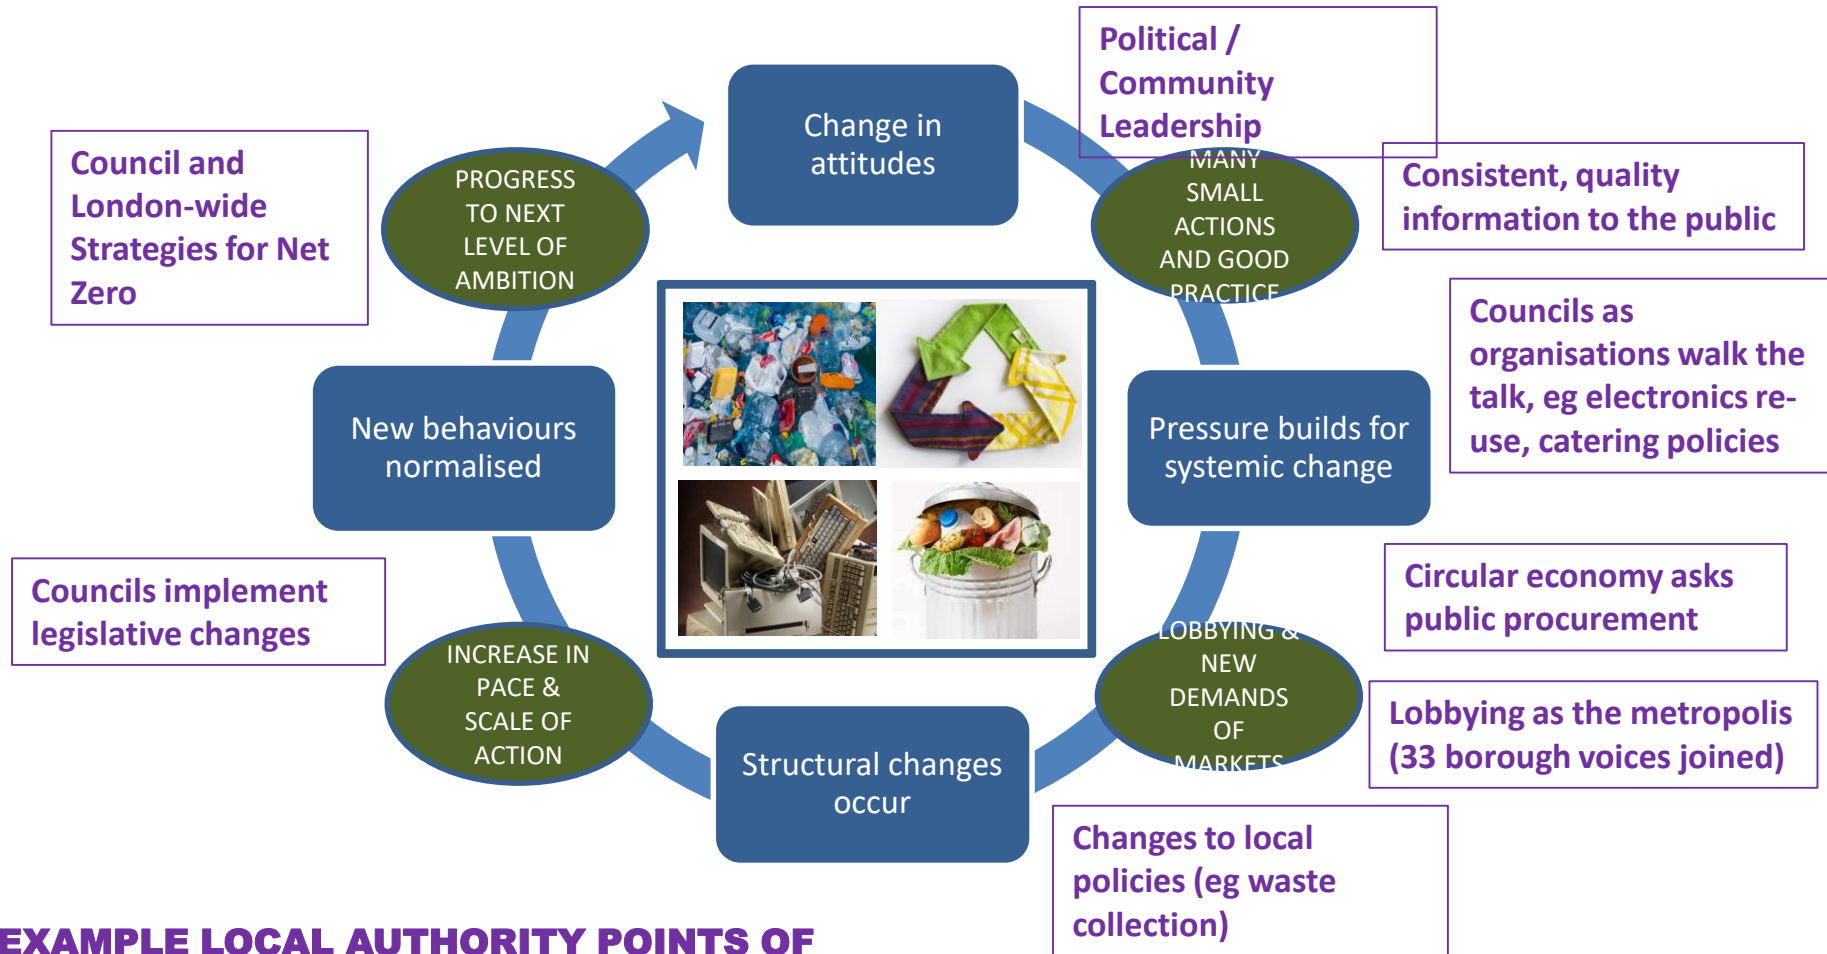 Political /
Community
Leadership
Change in
attitudes
Council and
London-wide
Strategies for Net
Zero
PROGRESS
TO NEXT
LEVEL OF
AMBITION
MANY
SMALL
ACTIONS
AND GOOD
PRACTICE
Consistent, quality
information to the public
Councils as
organisations walk the
talk, eg electronics re-
use, catering policies
New behaviours
normalised
Pressure builds for
systemic change
Councils implement
legislative changes
Circular economy asks
public procurement
INCREASE IN
PACE &
SCALE OF
ACTION
LOBBYING &
NEW
DEMANDS
OF
MARKETS
Lobbying as the metropolis
(33 borough voices joined)
Structural changes
occur
Changes to local
policies (eg waste
collection)
EXAMPLE LOCAL AUTHORITY POINTS OF